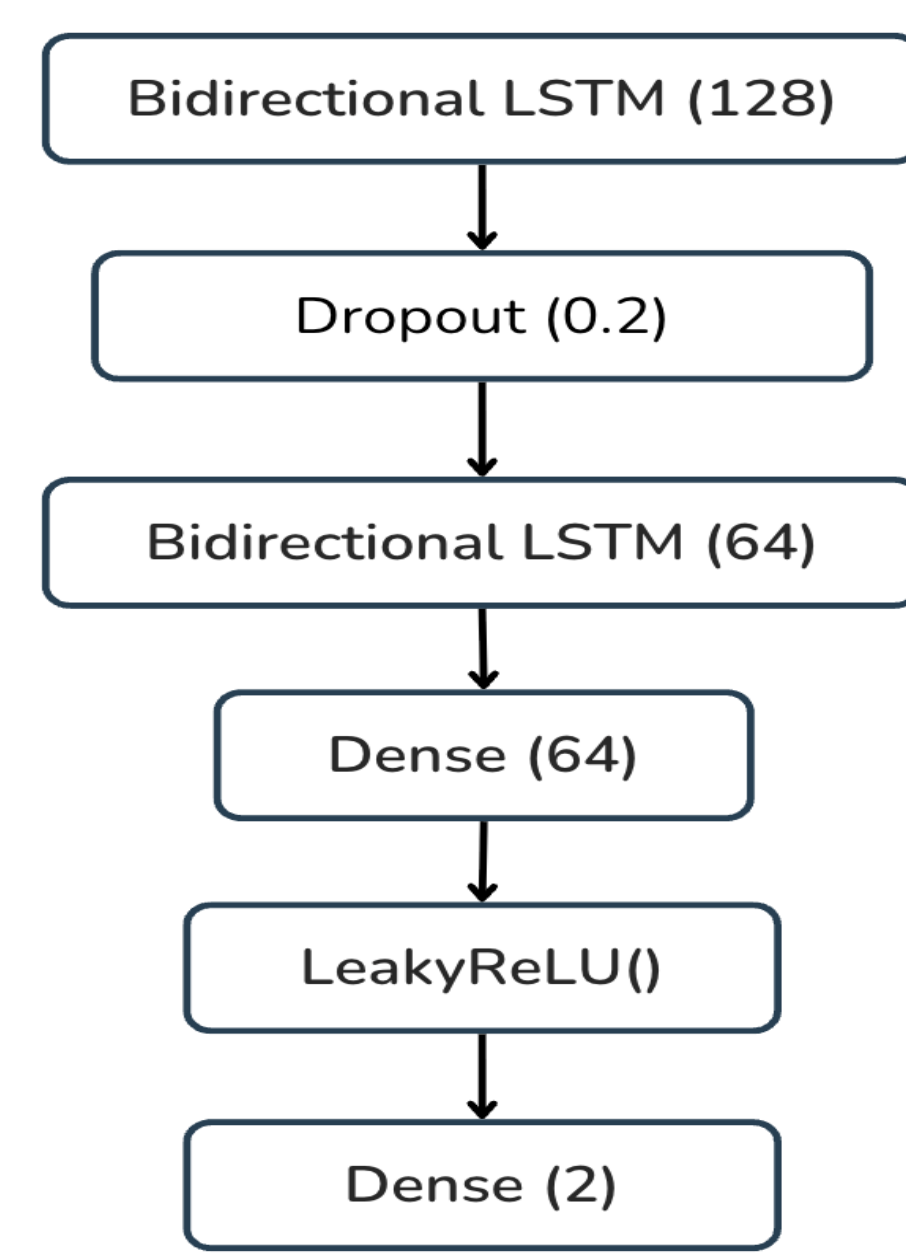 Bidirectional LSTM (128)
Dropout (0.2)
Bidirectional LSTM (64)
Dense (64)
LeakyReLU()
Dense (2)